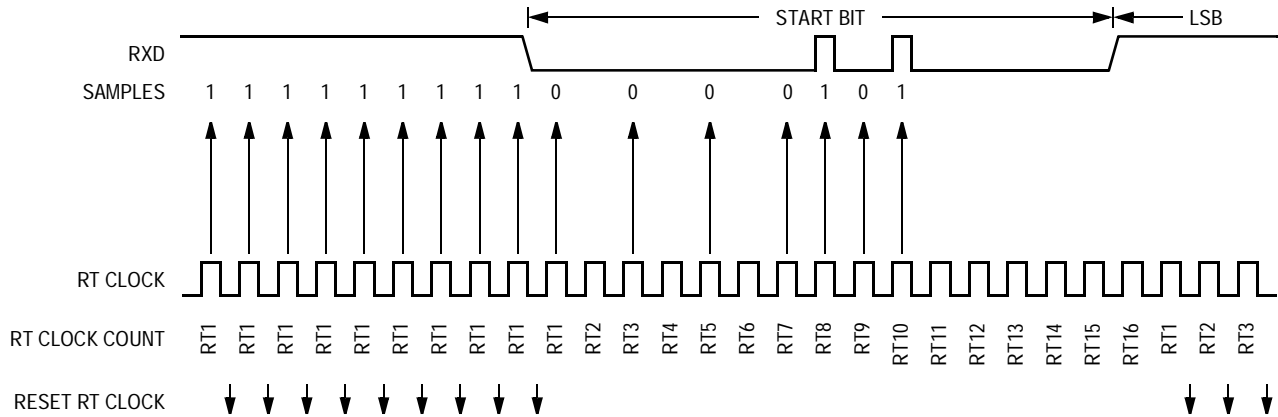 START BIT LSB
RXD
SAMPLES 1 1 1 1 1 1 1 1 1 0 0 0 0 1 0 1
RT CLOCK
RT CLOCK COUNT RT1 RT1 RT1 RT1 RT1 RT1 RT1 RT1 RT1 RT1 RT2 RT3 RT4 RT5 RT6 RT7 RT8 RT9 RT10 RT11 RT12 RT13 RT14 RT15 RT16 RT1 RT2 RT3
RESET RT CLOCK